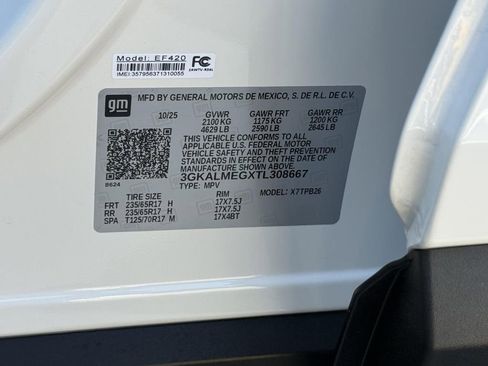 Model: EF420
IMEI:357956371310055
FC
gm
MFD BY GENERAL MOTORS DE MEXICO, S. DE R.L. DE C.V.
10/25 GVWR GAWR FRT GAWR RR
2100 KG 1175 KG 1200 KG
4629 LB 2590 LB 2645 LB
THIS VEHICLE CONFORMS TO ALL
APPLICABLE U.S. FEDERAL MOTOR
VEHICLE SAFETY STANDARDS
IN EFFECT ON THE DATE OF
MANUFACTURE SHOWN ABOVE.
3GKALMEGXTL308667
B624
TYPE: MPV MODEL: X7TPB26
TIRE SIZE RIM
FRT 235/65R17 H 17X7.5J
RR 235/65R17 H 17X7.5J
SPA T125/70R17 M 17X4BT